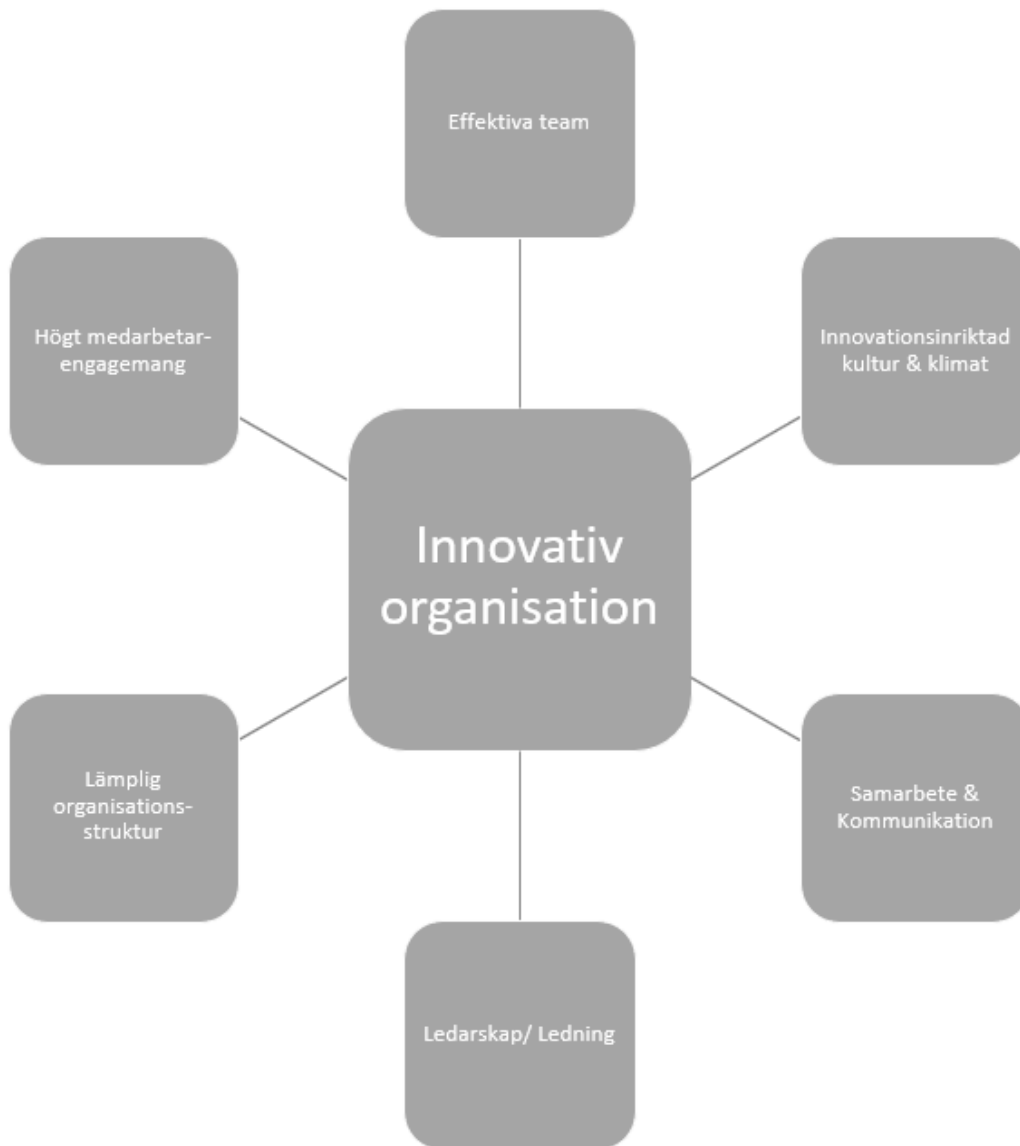 Effektiva team
Högt medarbetar-
engagemang
Innovationsinriktad
kultur & klimat
Innovativ
organisation
Lämplig
organisations-
struktur
Samarbete &
Kommunikation
Ledarskap/ Ledning